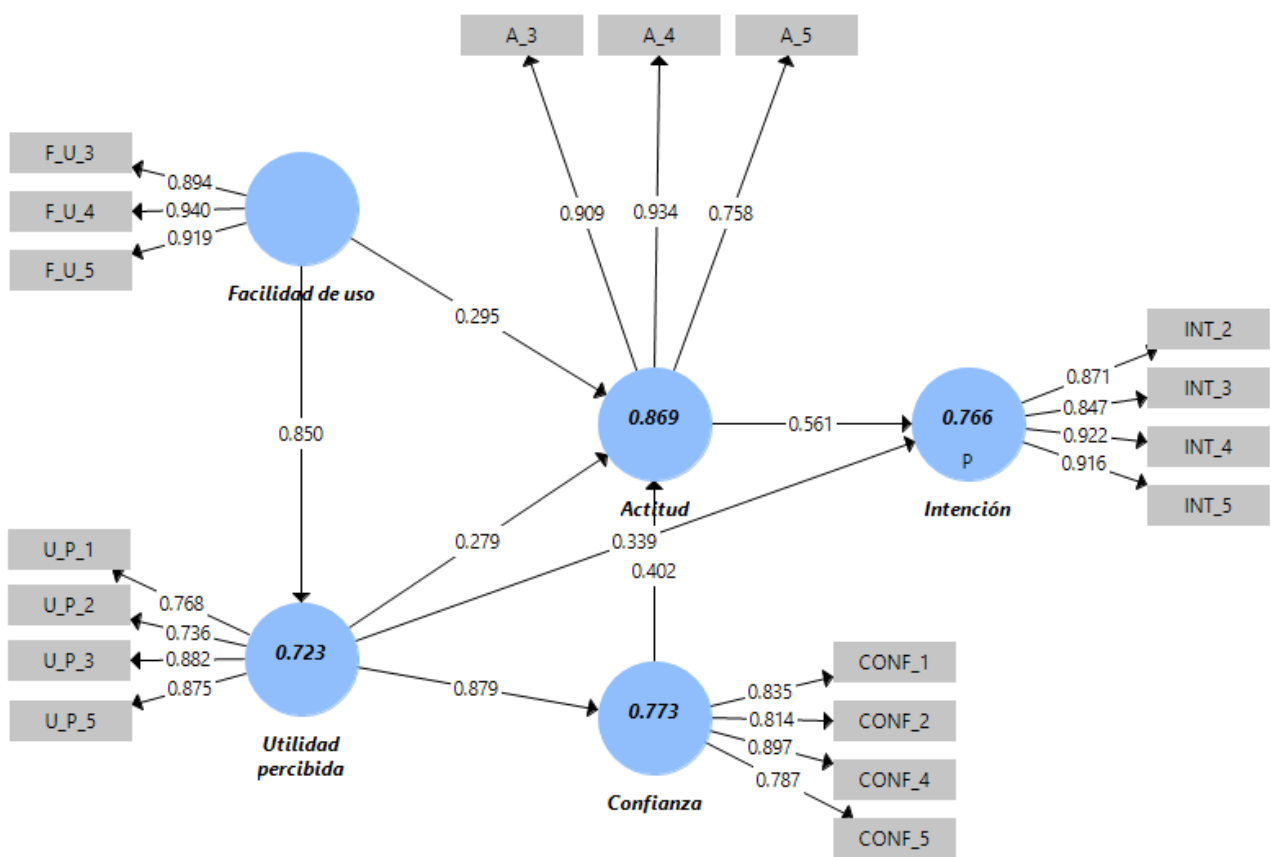 A_3
A_4
A_5
F_U_3
F_U_4
F_U_5
0.894
0.940
0.919
Facilidad de uso
0.909
0.934
0.758
0.295
0.850
0.869
Actitud
0.561
0.766
P
Intención
0.871
0.847
0.922
0.916
INT_2
INT_3
INT_4
INT_5
0.279
0.339
0.402
U_P_1
U_P_2
U_P_3
U_P_5
0.768
0.736
0.882
0.875
0.723
Utilidad
percibida
0.879
0.773
Confianza
0.835
0.814
0.897
0.787
CONF_1
CONF_2
CONF_4
CONF_5